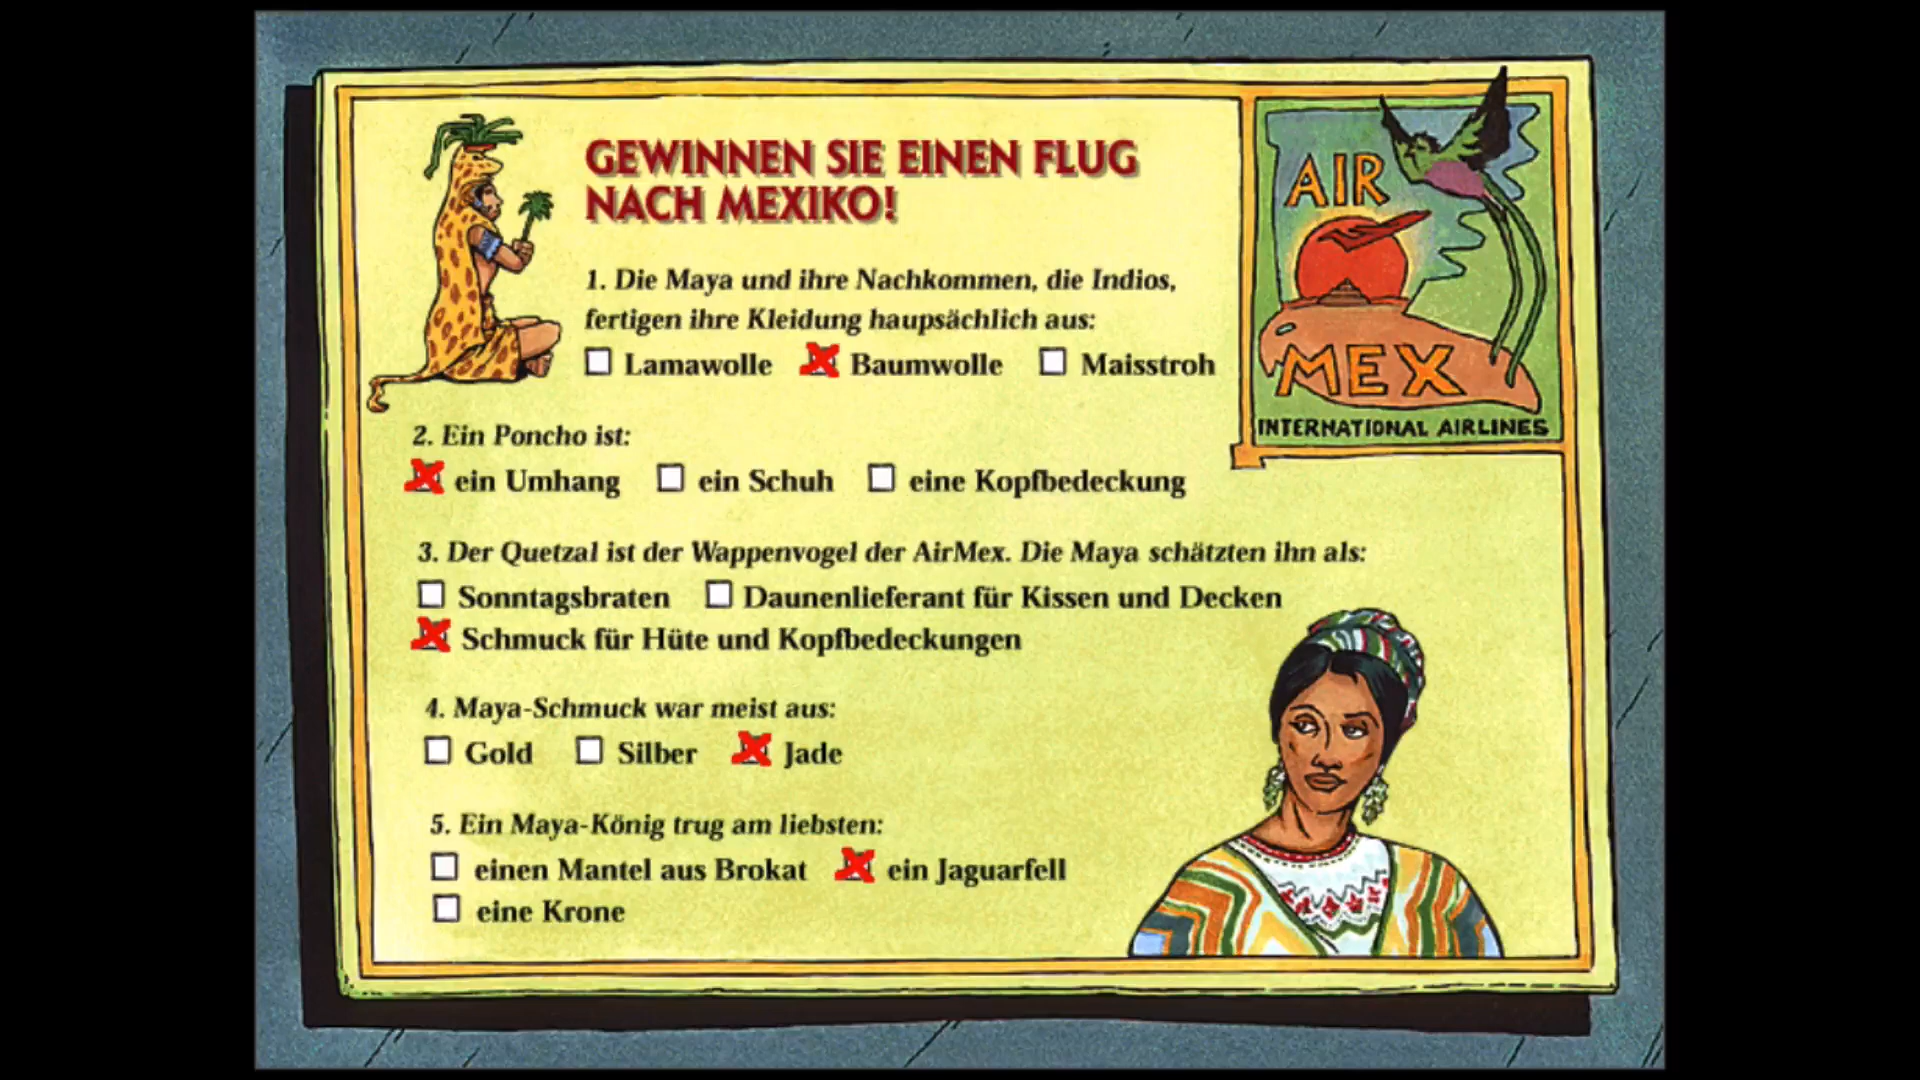 GEWINNEN SIE EINEN FLUG
NACH MEXIKO!
AIR
MEX
INTERNATIONAL AIRLINES
1. Die Maya und ihre Nachkommen, die Indios,
fertigen ihre Kleidung haupsächlich aus:
Lamawolle Baumwolle Maisstroh
2. Ein Poncho ist:
ein Umhang ein Schuh eine Kopfbedeckung
3. Der Quetzal ist der Wappenvogel der AirMex. Die Maya schätzten ihn als:
Sonntagsbraten Daunenlieferant für Kissen und Decken
Schmuck für Hüte und Kopfbedeckungen
4. Maya-Schmuck war meist aus:
Gold Silber Jade
5. Ein Maya-König trug am liebsten:
einen Mantel aus Brokat ein Jaguarfell
eine Krone